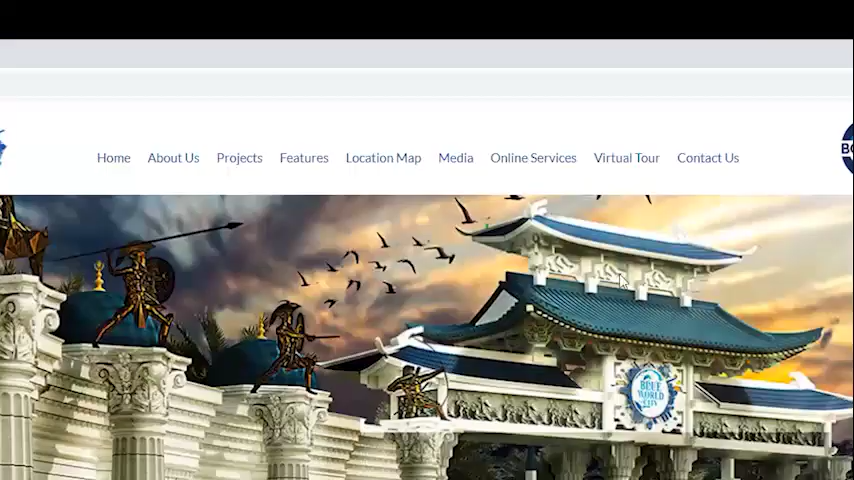 Home About Us Projects Features Location Map Media Online Services Virtual Tour Contact Us
BLUE
WORLD
CITY